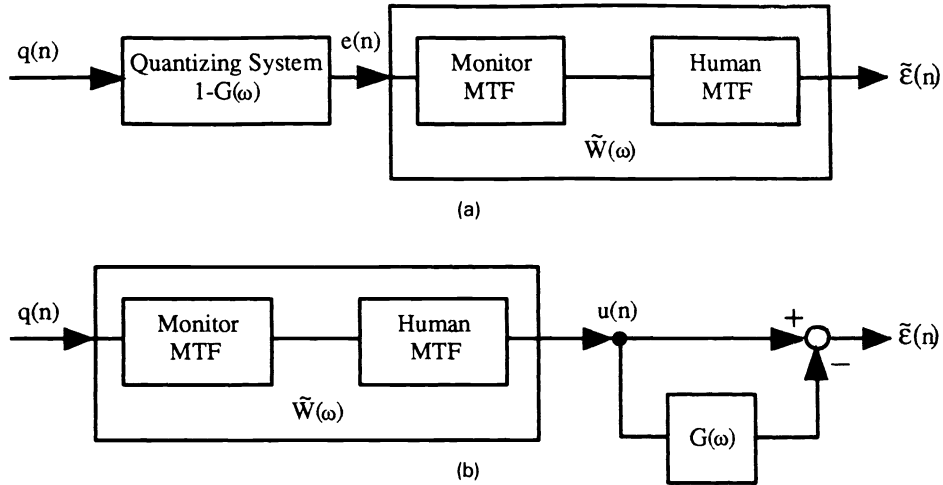 q(n)
Quantizing System
1-G(ω)
e(n)
Monitor
MTF
Human
MTF
W̃(ω)
ε̃(n)
(a)
q(n)
Monitor
MTF
Human
MTF
W̃(ω)
u(n)
+
−
G(ω)
ε̃(n)
(b)